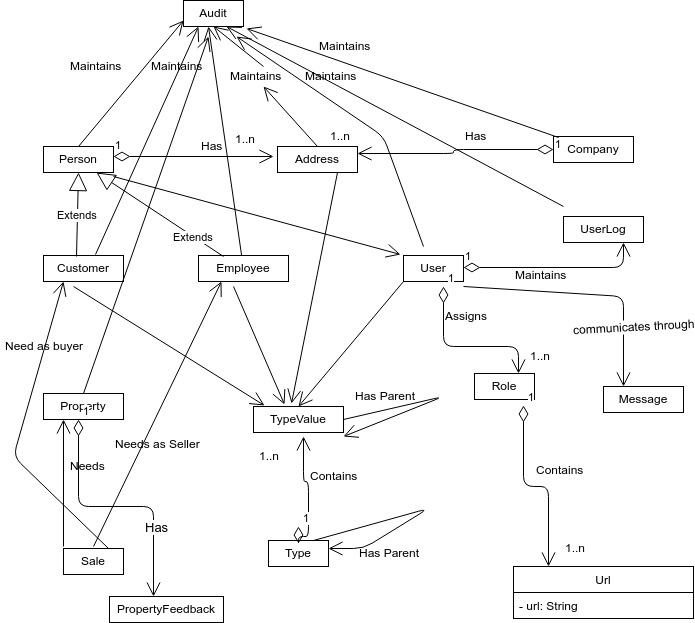 Audit
Maintains
Maintains
Maintains
Maintains
Maintains
Person
1
Has
1..n
Address
1..n
Has
1
Company
Extends
Extends
UserLog
Customer
Employee
User
1
1
Maintains
Assigns
communicates through
Need as buyer
Property
1
Needs
Needs as Seller
TypeValue
Has Parent
1..n
Role
1
1..n
Message
Contains
Contains
1
Has
Sale
Type
Has Parent
1..n
PropertyFeedback
Url
- url: String